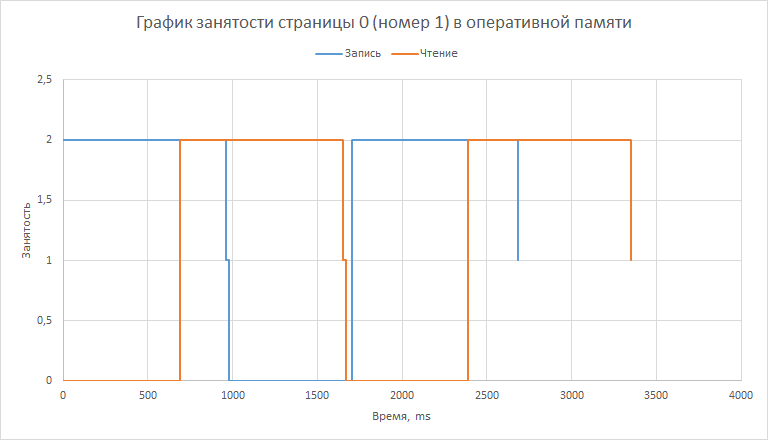 График занятости страницы 0 (номер 1) в оперативной памяти
Запись Чтение
2,5
2
1,5
1
0,5
0
Занятость
0 500 1000 1500 2000 2500 3000 3500 4000
Время, ms